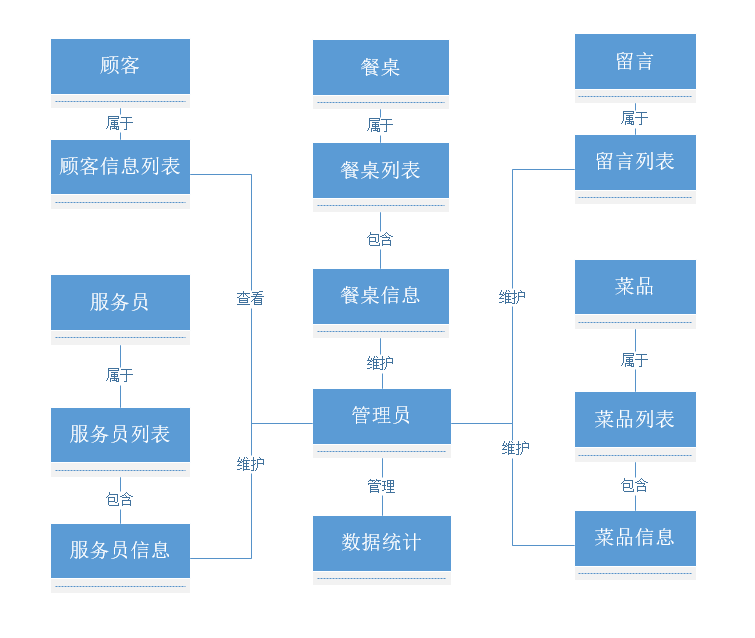 顾客
餐桌
留言
属于
属于
属于
顾客信息列表
餐桌列表
留言列表
包含
服务员
餐桌信息
菜品
查看
维护
属于
维护
属于
服务员列表
管理员
菜品列表
维护
维护
包含
管理
包含
服务员信息
数据统计
菜品信息